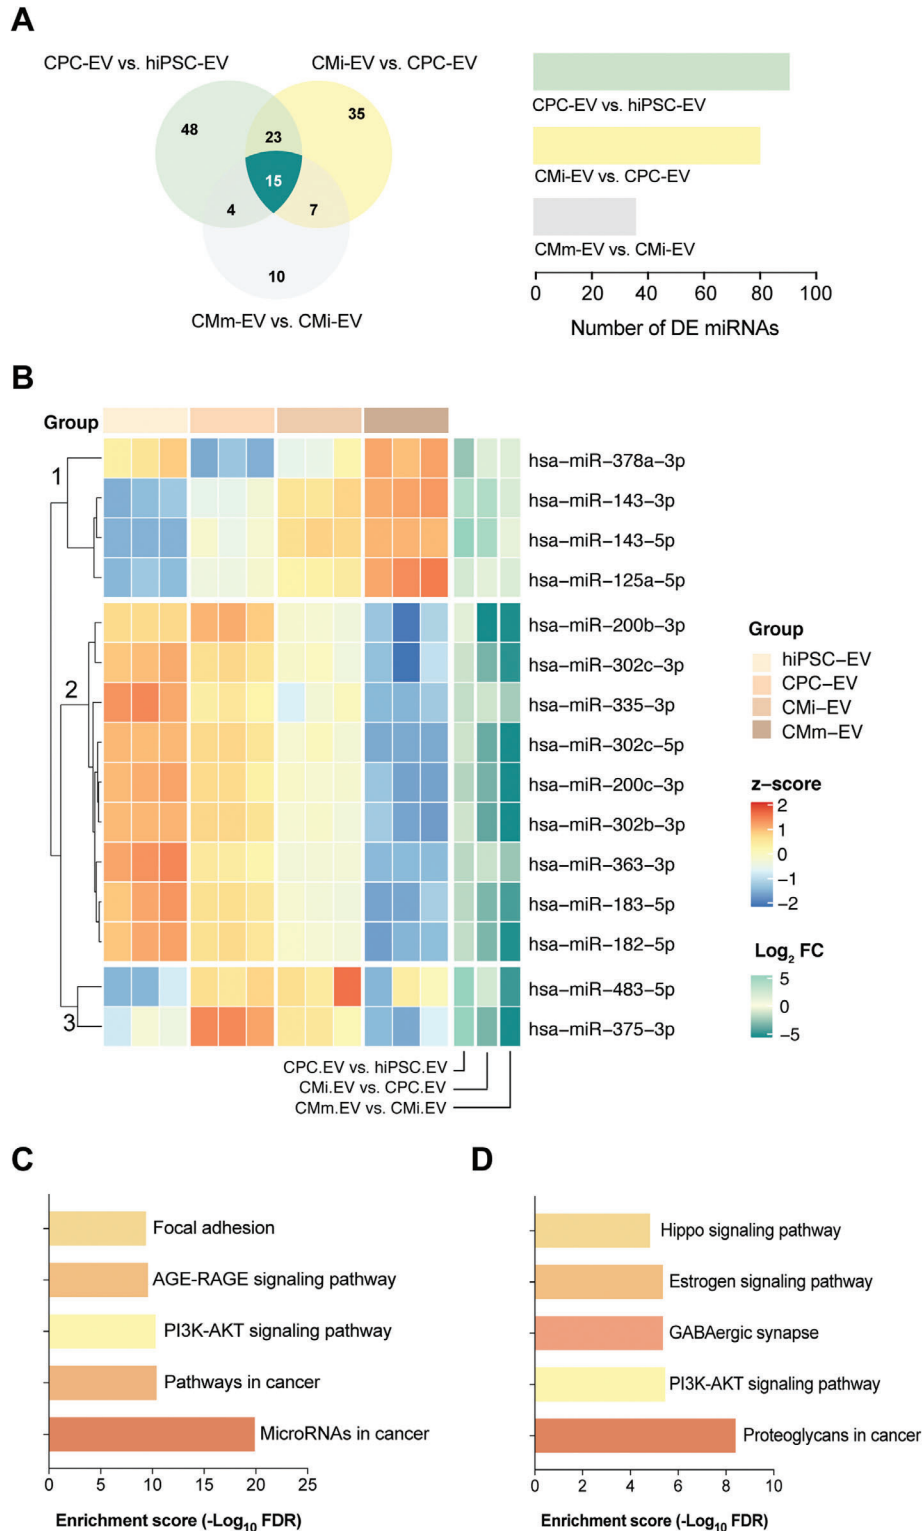 A
CPC-EV vs. hiPSC-EV
CMi-EV vs. CPC-EV
48
23
35
15
4
7
10
CMm-EV vs. CMi-EV
CPC-EV vs. hiPSC-EV
CMi-EV vs. CPC-EV
CMm-EV vs. CMi-EV
0 20 40 60 80 100
Number of DE miRNAs
B
Group
1
2
3
hsa−miR−378a−3p
hsa−miR−143−3p
hsa−miR−143−5p
hsa−miR−125a−5p
hsa−miR−200b−3p
hsa−miR−302c−3p
hsa−miR−335−3p
hsa−miR−302c−5p
hsa−miR−200c−3p
hsa−miR−302b−3p
hsa−miR−363−3p
hsa−miR−183−5p
hsa−miR−182−5p
hsa−miR−483−5p
hsa−miR−375−3p
CPC.EV vs. hiPSC.EV
CMi.EV vs. CPC.EV
CMm.EV vs. CMi.EV
Group
hiPSC−EV
CPC−EV
CMi−EV
CMm−EV
z−score
2
1
0
−1
−2
Log2 FC
5
0
−5
C
Focal adhesion
AGE-RAGE signaling pathway
PI3K-AKT signaling pathway
Pathways in cancer
MicroRNAs in cancer
0 5 10 15 20 25
Enrichment score (-Log10 FDR)
D
Hippo signaling pathway
Estrogen signaling pathway
GABAergic synapse
PI3K-AKT signaling pathway
Proteoglycans in cancer
0 2 4 6 8 10
Enrichment score (-Log10 FDR)